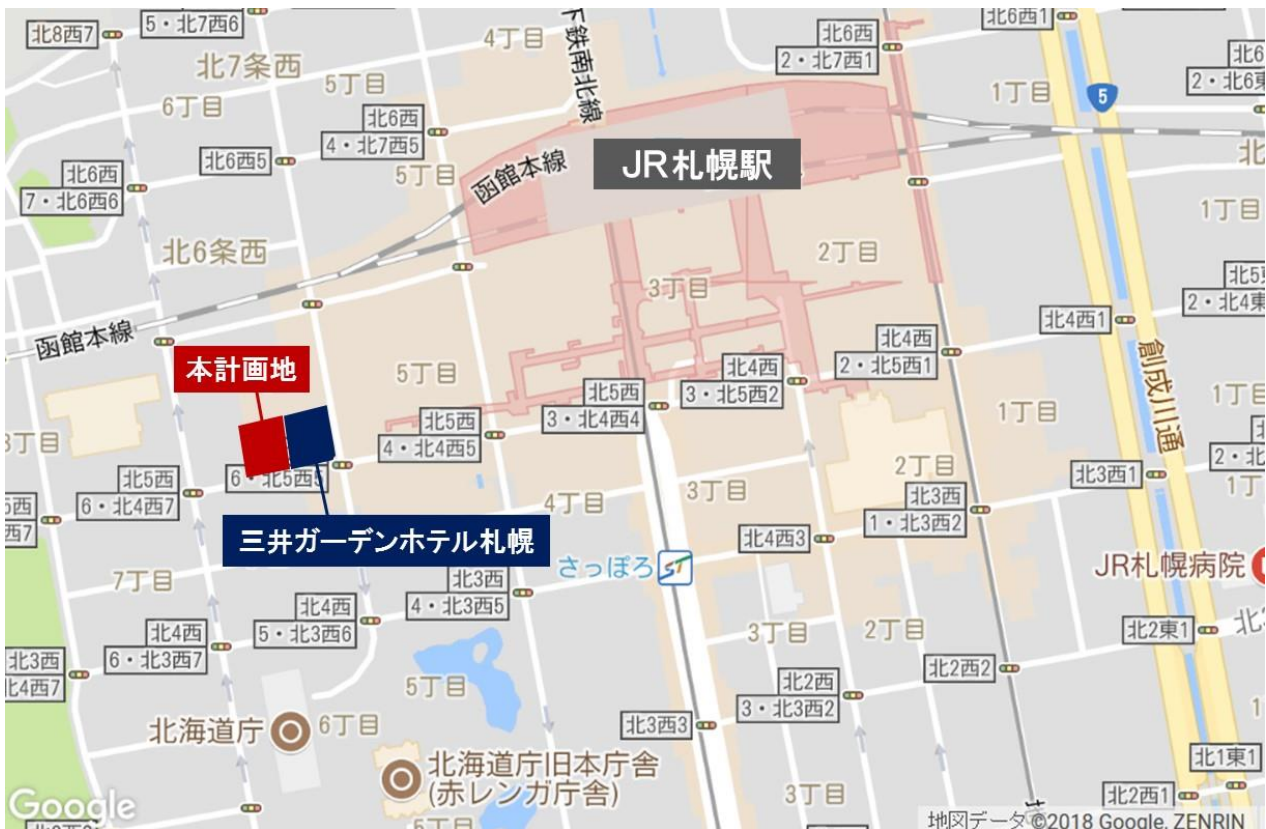 北8西7
5・北7西6
北7条西
4丁目
下鉄南北線
5丁目
6丁目
北6西
4・北7西5
北6西
2・北7西1
北6西1
1丁目
5
北6
2・北6東
北6西5
北6西
7・北6西6
5丁目
函館本線
JR札幌駅
1丁目
北6条西
2丁目
3丁目
函館本線
本計画地
5丁目
北4西1
北5東
2・北4東
創成川通
北4西
2・北5西1
北4西
3・北5西2
北5西
3・北4西4
北5西
4・北4西5
1丁目
1丁目
3丁目
北5西
6・北4西7
6・北5西5
2丁目
北3西1
3丁目
4丁目
北3西
1・北3西2
三井ガーデンホテル札幌
北4西3
さっぽろ
JR札幌病院
7丁目
北3西
4・北3西5
北4西
5・北3西6
北4西
6・北3西7
北3西
北4西7
3丁目
2丁目
北2東1
北2西2
5丁目
北2西
3・北3西2
北海道庁
6丁目
北3西3
北海道庁旧本庁舎
(赤レンガ庁舎)
北1東1
3丁目
北2西1
Google
5丁目
地図データ ©2018 Google, ZENRIN